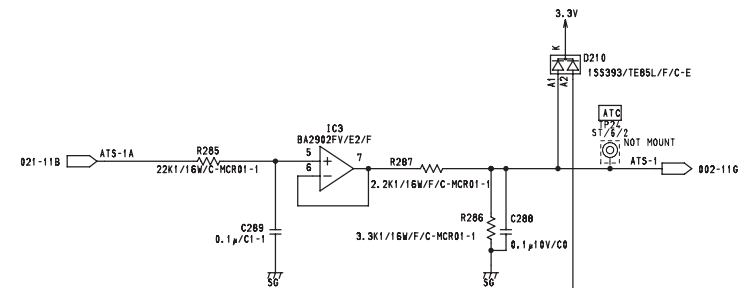 3.3V
K
D210
1SS393/TE85L/F/C-E
A1
A2
ATC
TP24
ST/6/2
NOT MOUNT
IC3
BA2902FV/E2/F
021-11B
ATS-1A
R285
22K1/16W/C-MCR01-1
5
6
+
-
7
R287
2.2K1/16W/F/C-MCR01-1
ATS-1
002-11G
C289
0.1μ/C1-1
R286
3.3K1/16W/F/C-MCR01-1
C288
0.1μ10V/C0
SG
SG